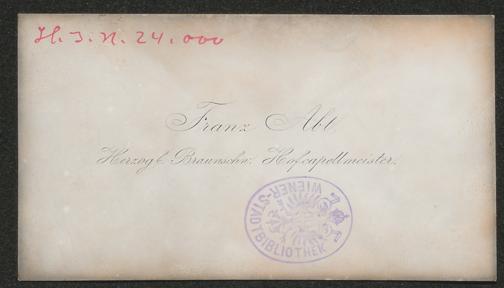 H. I. N. 24.000
Franz Abt
Herzogl. Braunschw. Hofcapellmeister.
WIENER-STADTBIBLIOTHEK